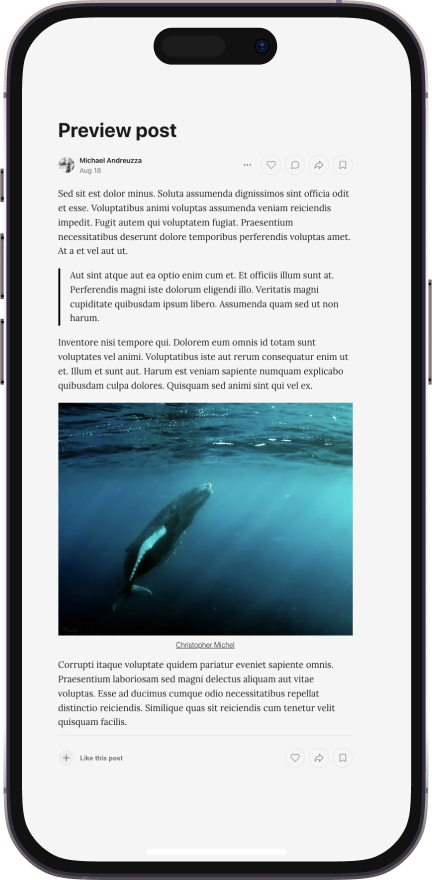 Preview post
Michael Andreuzza
Aug 18
Sed sit est dolor minus. Soluta assumenda dignissimos sint officia odit
et esse. Voluptatibus animi voluptas assumenda veniam reiciendis
impedit. Fugit autem qui voluptatem fugiat. Praesentium
necessitatibus deserunt dolore temporibus perferendis voluptas amet.
At a et vel aut ut.
Aut sint atque aut ea optio enim cum et. Et officiis illum sunt at.
Perferendis magni iste dolorum eligendi illo. Veritatis magni
cupiditate quibusdam ipsum libero. Assumenda quam sed ut non
harum.
Inventore nisi tempore qui. Dolorem eum omnis id totam sunt
voluptates vel animi. Voluptatibus iste aut rerum consequatur enim ut
et. Illum et sunt aut. Harum est veniam sapiente numquam explicabo
quibusdam culpa dolores. Quisquam sed animi sint qui vel ex.
Christopher Michel
Corrupti itaque voluptate quidem pariatur eveniet sapiente omnis.
Praesentium laboriosam sed magni delectus aliquam aut vitae
voluptas. Esse ad ducimus cumque odio necessitatibus repellat
distinctio reiciendis. Similique quas sit reiciendis cum tenetur velit
quisquam facilis.
Like this post